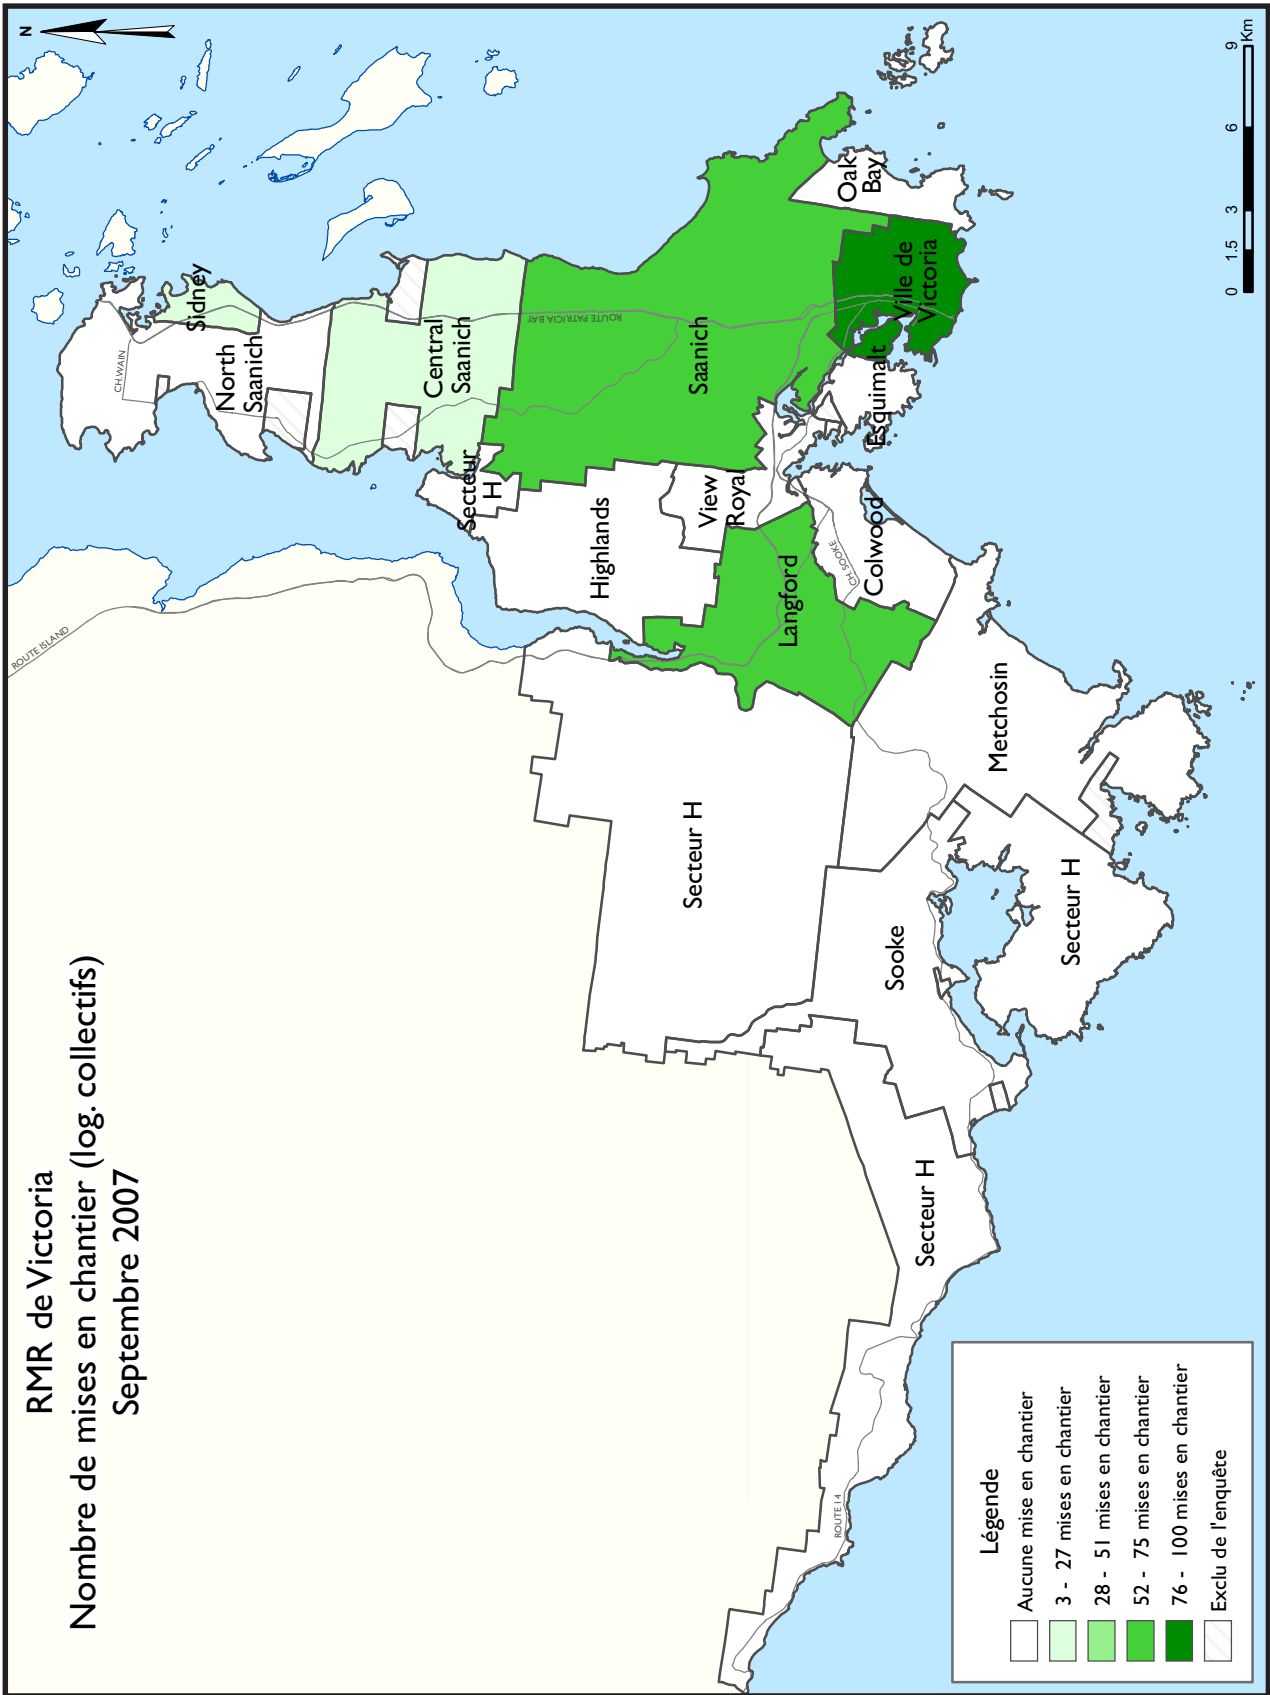 RMR de Victoria
Nombre de mises en chantier (log. collectifs)
Septembre 2007
N
ROUTE ISLAND
CH.WAIN
Sidney
North
Saanich
Central
Saanich
ROUTE PATRICIA BAY
Secteur
H
Saanich
Highlands
View
Royal
Oak
Bay
Ville de
Victoria
Esquimalt
Langford
CH. SOOKE
Colwood
Metchosin
Secteur H
Sooke
Secteur H
Secteur H
ROUTE 14
Légende
Aucune mise en chantier
3 - 27 mises en chantier
28 - 51 mises en chantier
52 - 75 mises en chantier
76 - 100 mises en chantier
Exclu de l'enquête
0 1.5 3 6 9
Km